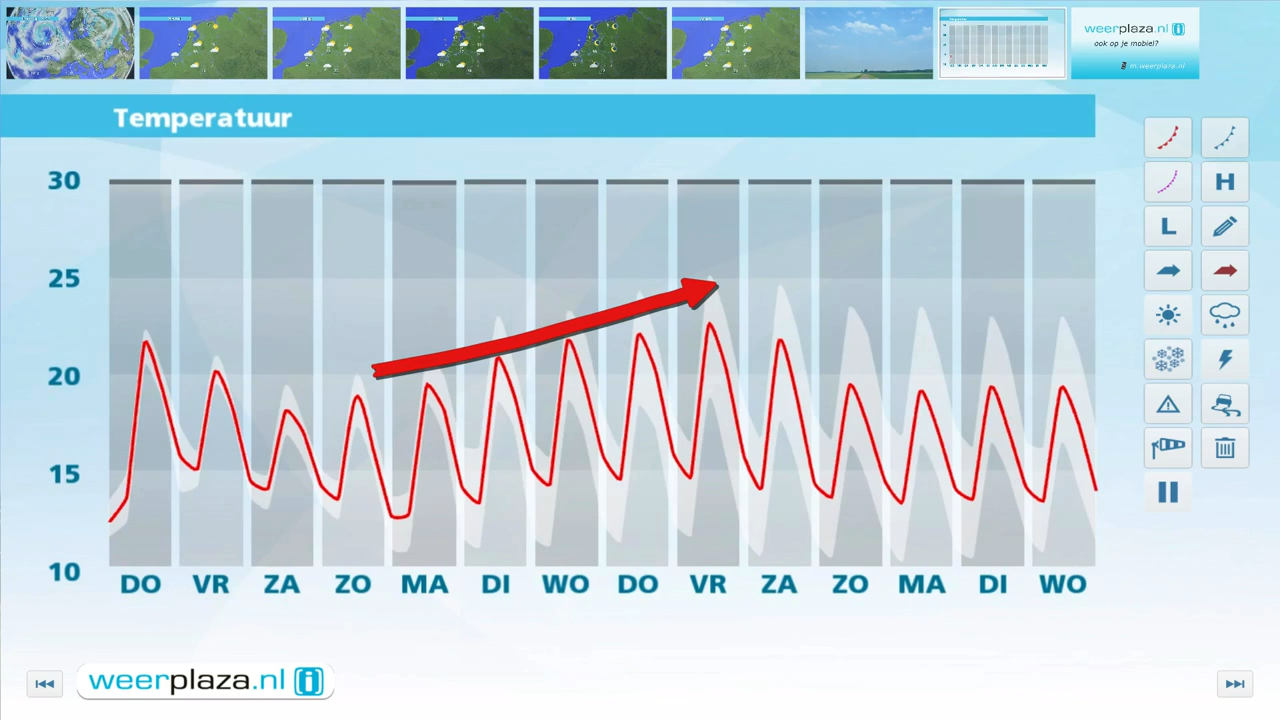 weerplaza.nl
ook op je mobiel?
m.weerplaza.nl
Temperatuur
30
25
20
15
10
DO VR ZA ZO MA DI WO DO VR ZA ZO MA DI WO
H
L
weerplaza.nl